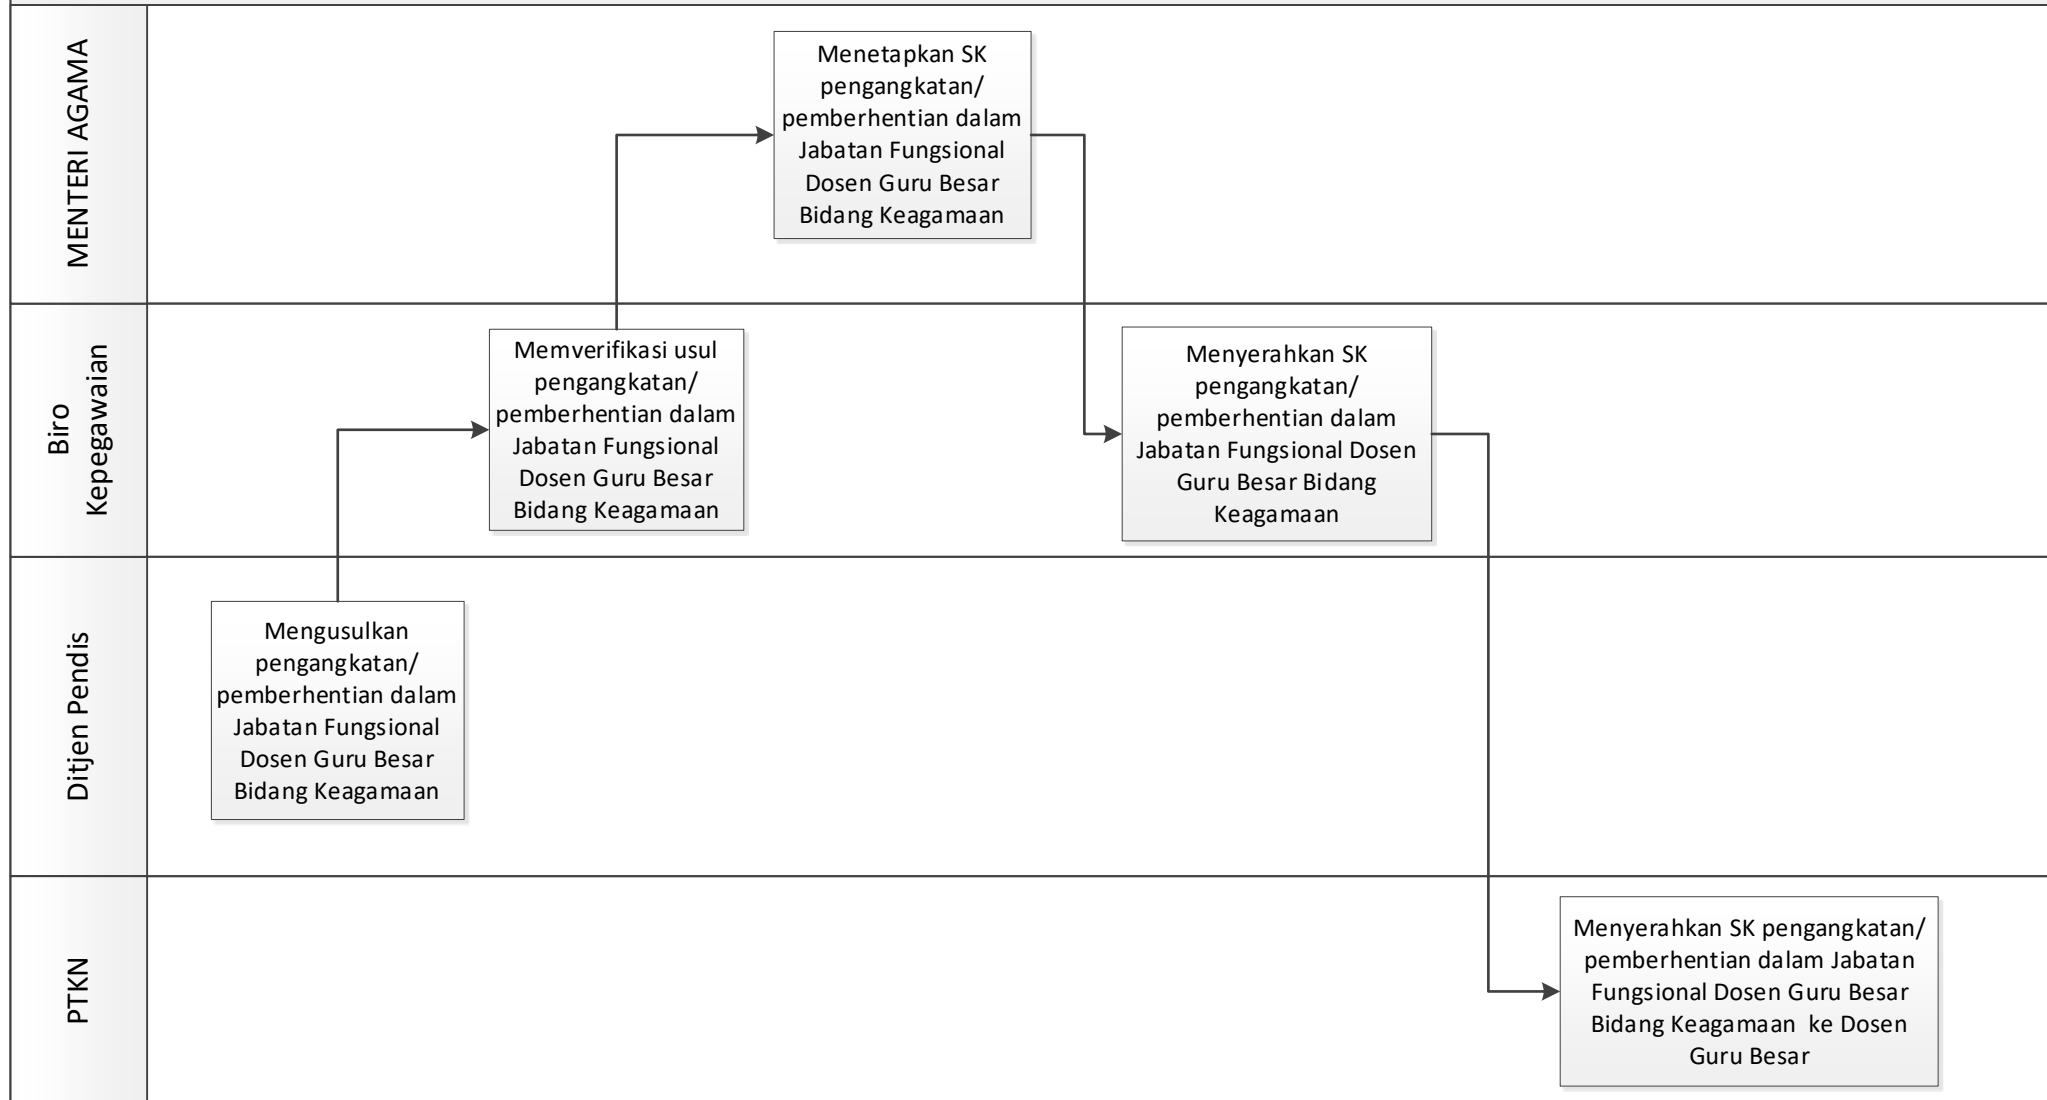 MENTERI AGAMA
Menetapkan SK
pengangkatan/
pemberhentian dalam
Jabatan Fungsional
Dosen Guru Besar
Bidang Keagamaan
Biro
Kepegawaian
Memverifikasi usul
pengangkatan/
pemberhentian dalam
Jabatan Fungsional
Dosen Guru Besar
Bidang Keagamaan
Menyerahkan SK
pengangkatan/
pemberhentian dalam
Jabatan Fungsional Dosen
Guru Besar Bidang
Keagamaan
Ditjen Pendis
Mengusulkan
pengangkatan/
pemberhentian dalam
Jabatan Fungsional
Dosen Guru Besar
Bidang Keagamaan
PTKN
Menyerahkan SK pengangkatan/
pemberhentian dalam Jabatan
Fungsional Dosen Guru Besar
Bidang Keagamaan  ke Dosen
Guru Besar